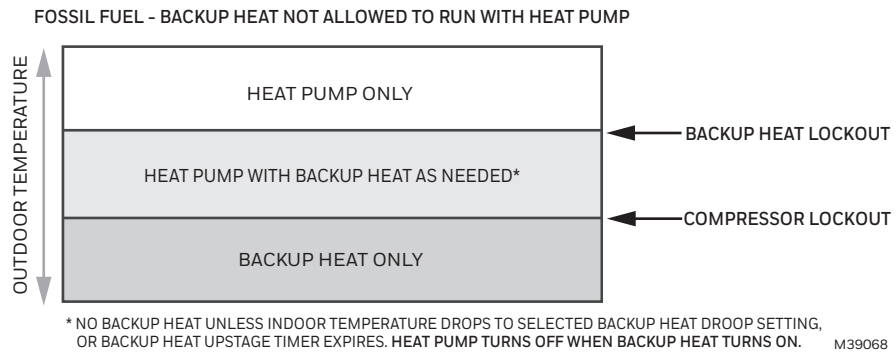 FOSSIL FUEL - BACKUP HEAT NOT ALLOWED TO RUN WITH HEAT PUMP
OUTDOOR TEMPERATURE
HEAT PUMP ONLY
BACKUP HEAT LOCKOUT
HEAT PUMP WITH BACKUP HEAT AS NEEDED*
COMPRESSOR LOCKOUT
BACKUP HEAT ONLY
* NO BACKUP HEAT UNLESS INDOOR TEMPERATURE DROPS TO SELECTED BACKUP HEAT DROOP SETTING,
OR BACKUP HEAT UPSTAGE TIMER EXPIRES. HEAT PUMP TURNS OFF WHEN BACKUP HEAT TURNS ON.
M39068